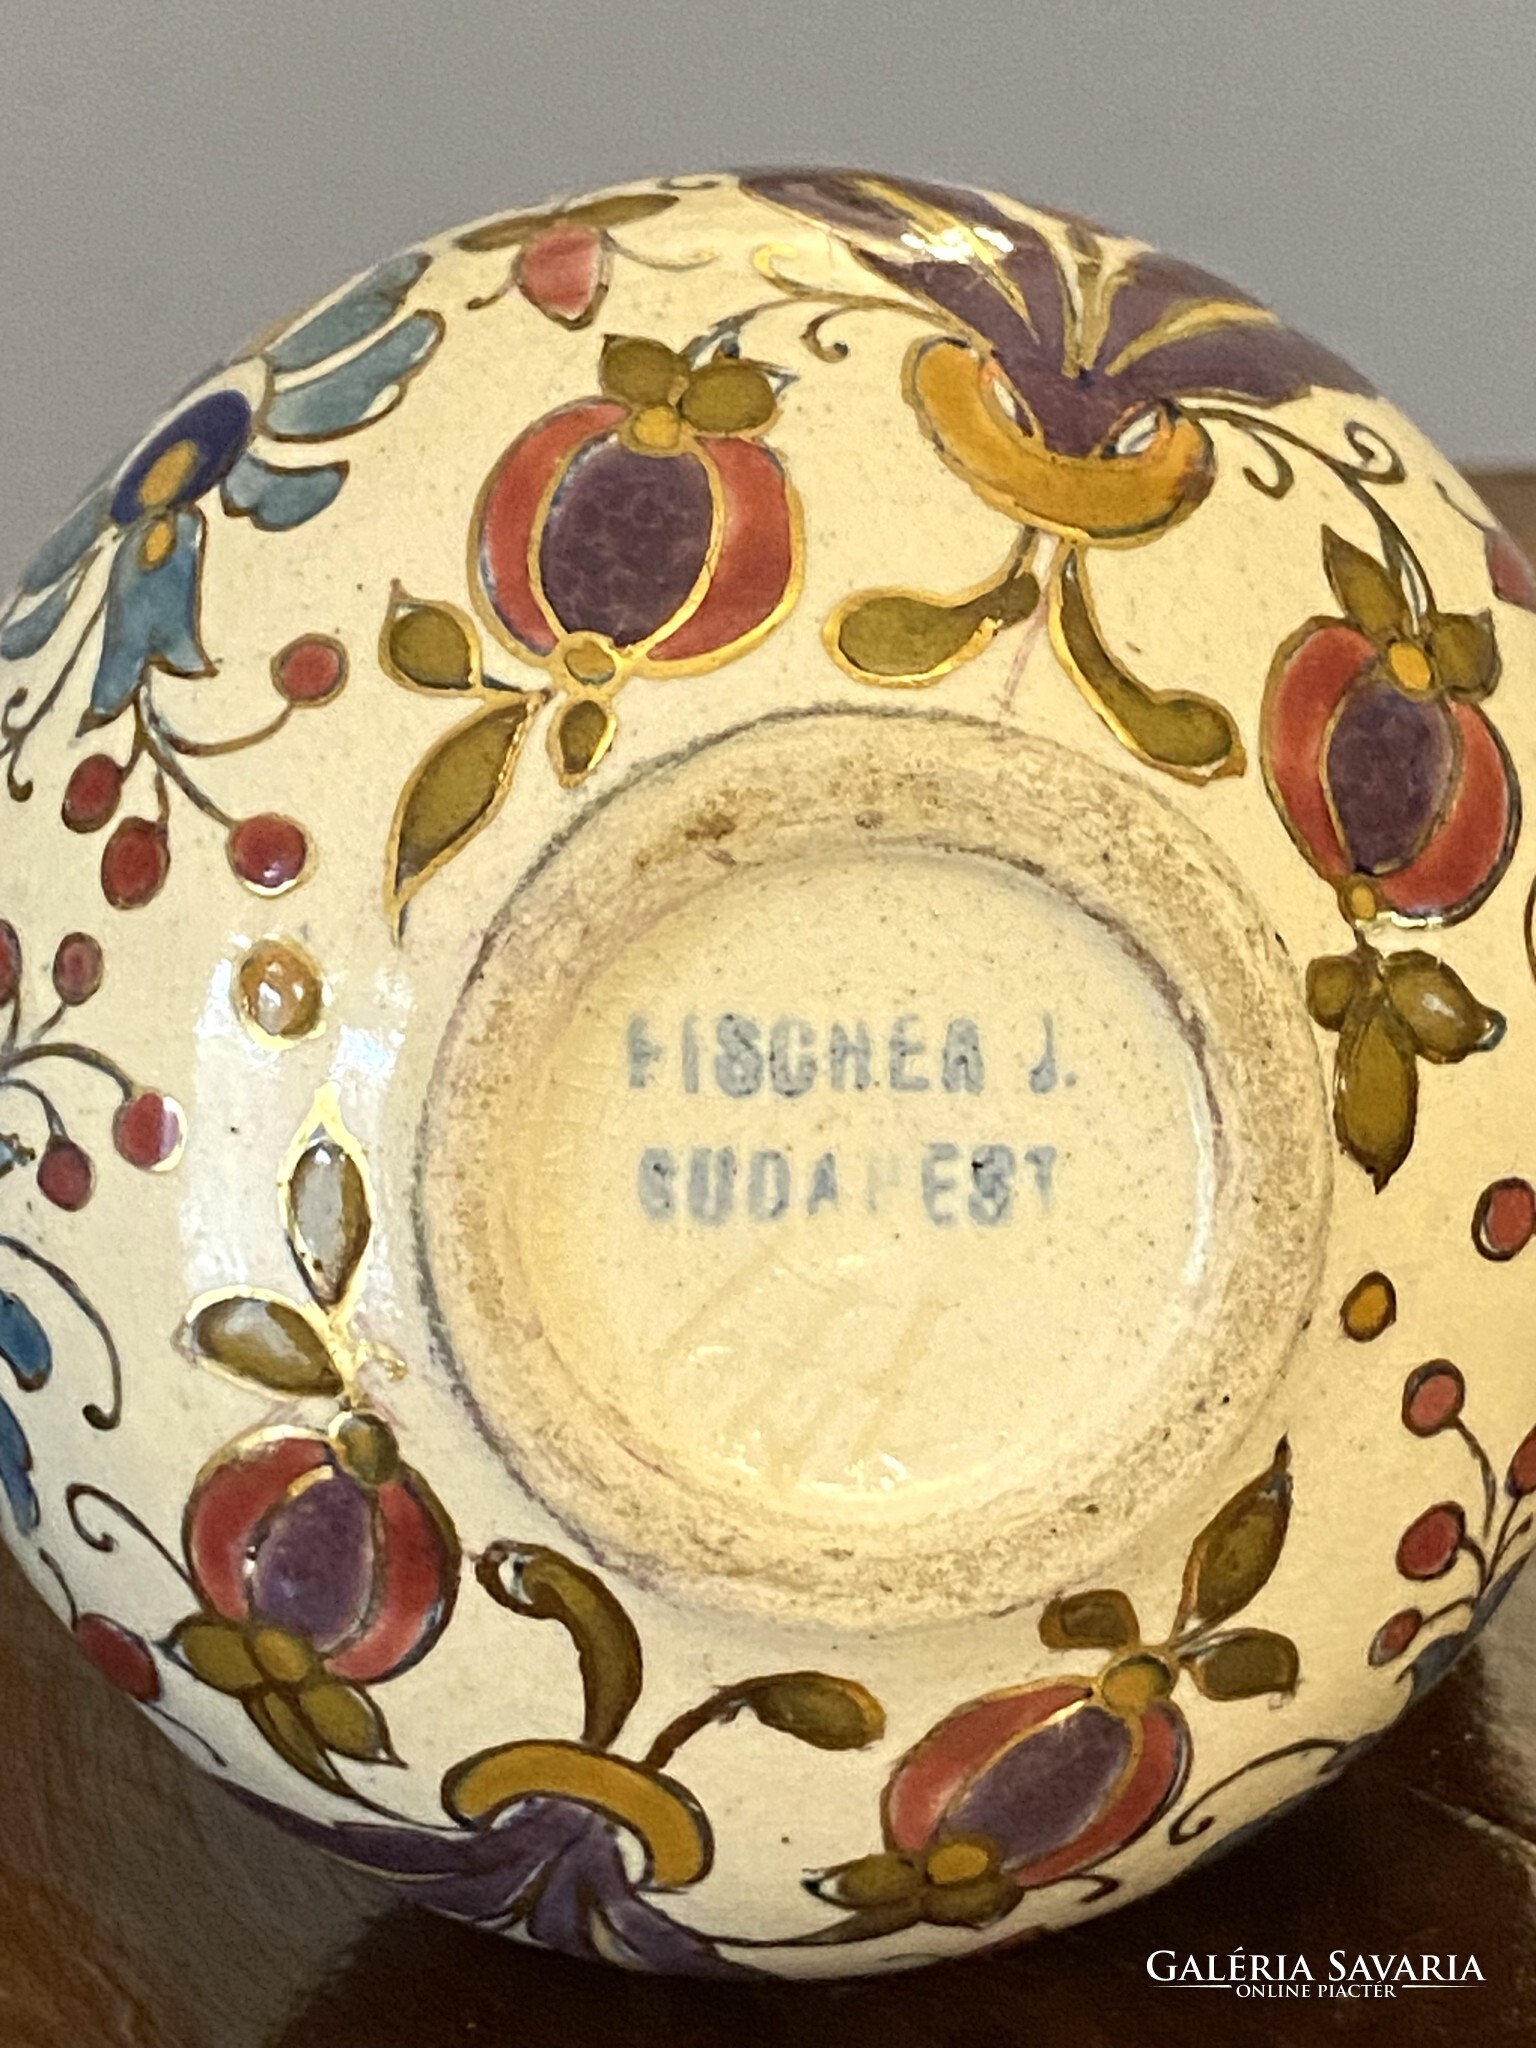 FISCHER J.
BUDAPEST
GALÉRIA SAVARIA
ONLINE PIACTÉR